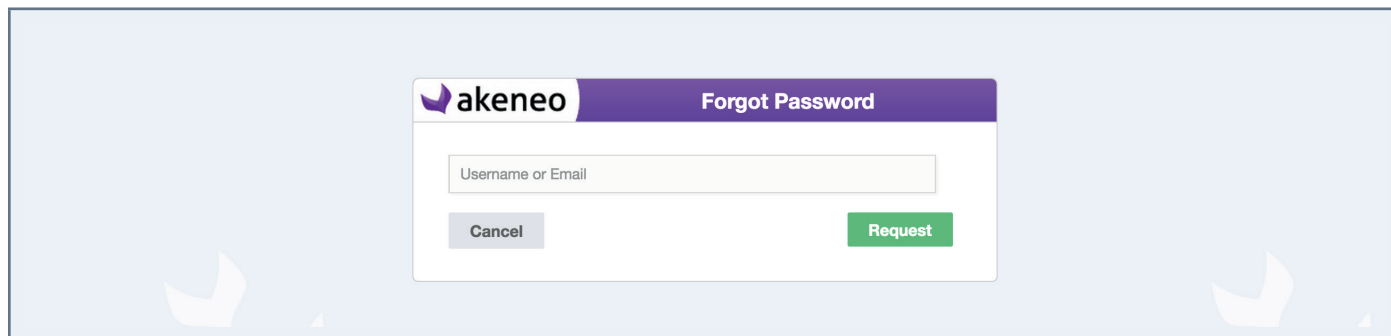 akeneo
Forgot Password
Username or Email
Cancel
Request